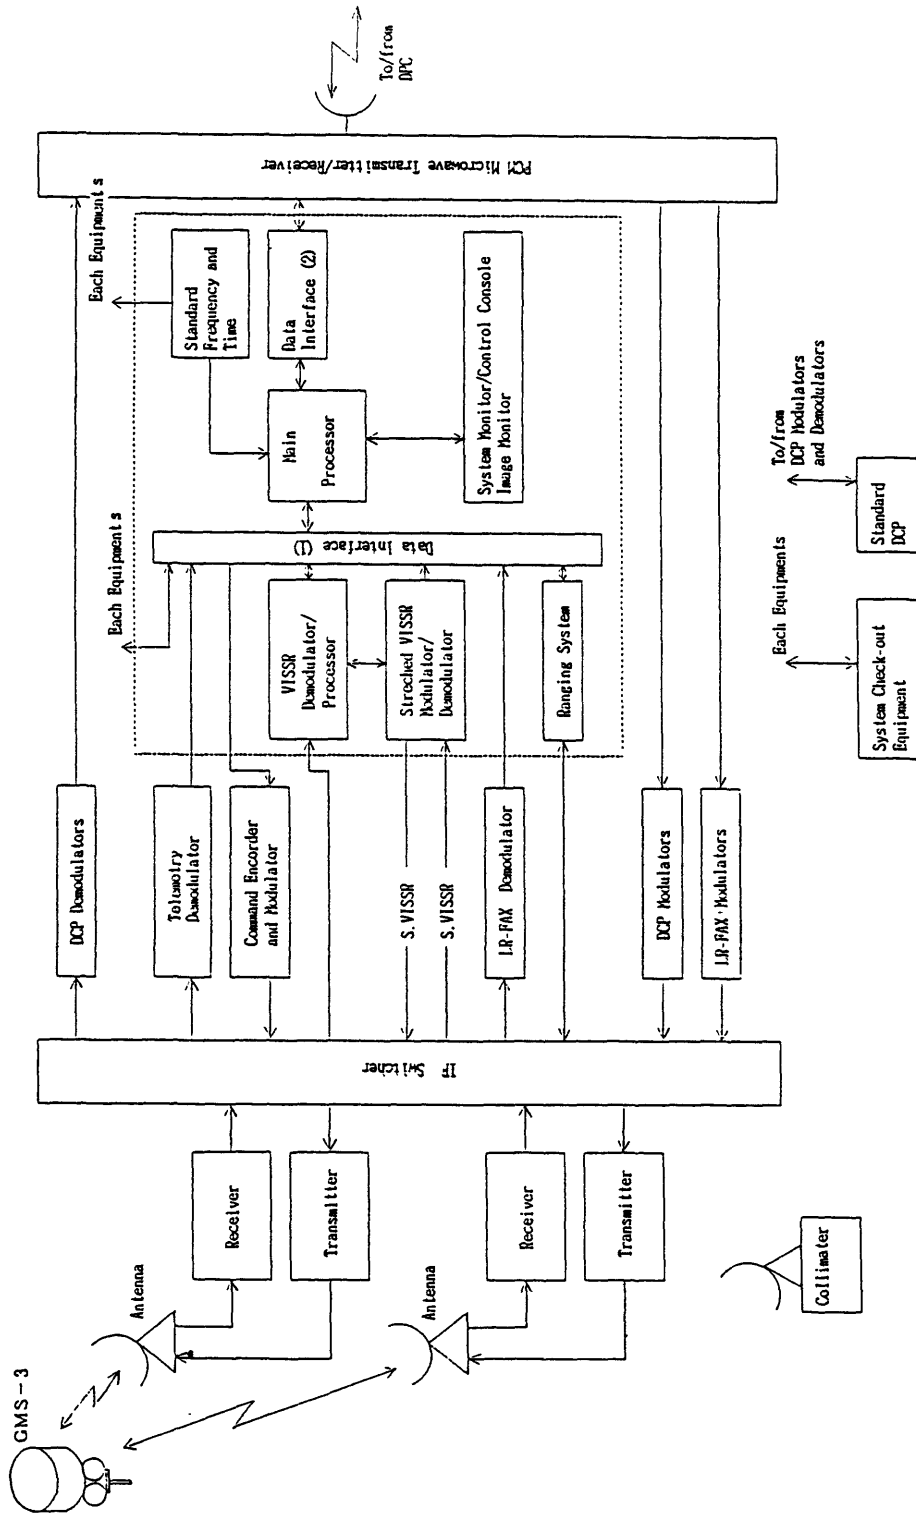 GMS-3
Antenna
Receiver
Transmitter
Antenna
Receiver
Transmitter
Collimater
IF Switcher
DCP Demodulators
Telemotry
Demodulator
Command Encorder
and Modulator
S.VISSR
S.VISSR
LR-FAX Demodulator
DCP Modulators
LR-FAX Modulators
Each Equipments
VISSR
Demodulator/
Processor
Streched VISSR
Modulator/
Demodulator
Ranging System
Data Interface (1)
Main
Processor
Each Equipments
Standard
Frequency and
Time
Data
Interface (2)
System Monitor/Control Console
Image Monitor
PCM Microwave Transmitter/Receiver
To/from
DPC
Each Equipments
System Check-out
Equipment
To/from
DCP Modulators
and Demodulators
Standard
DCP